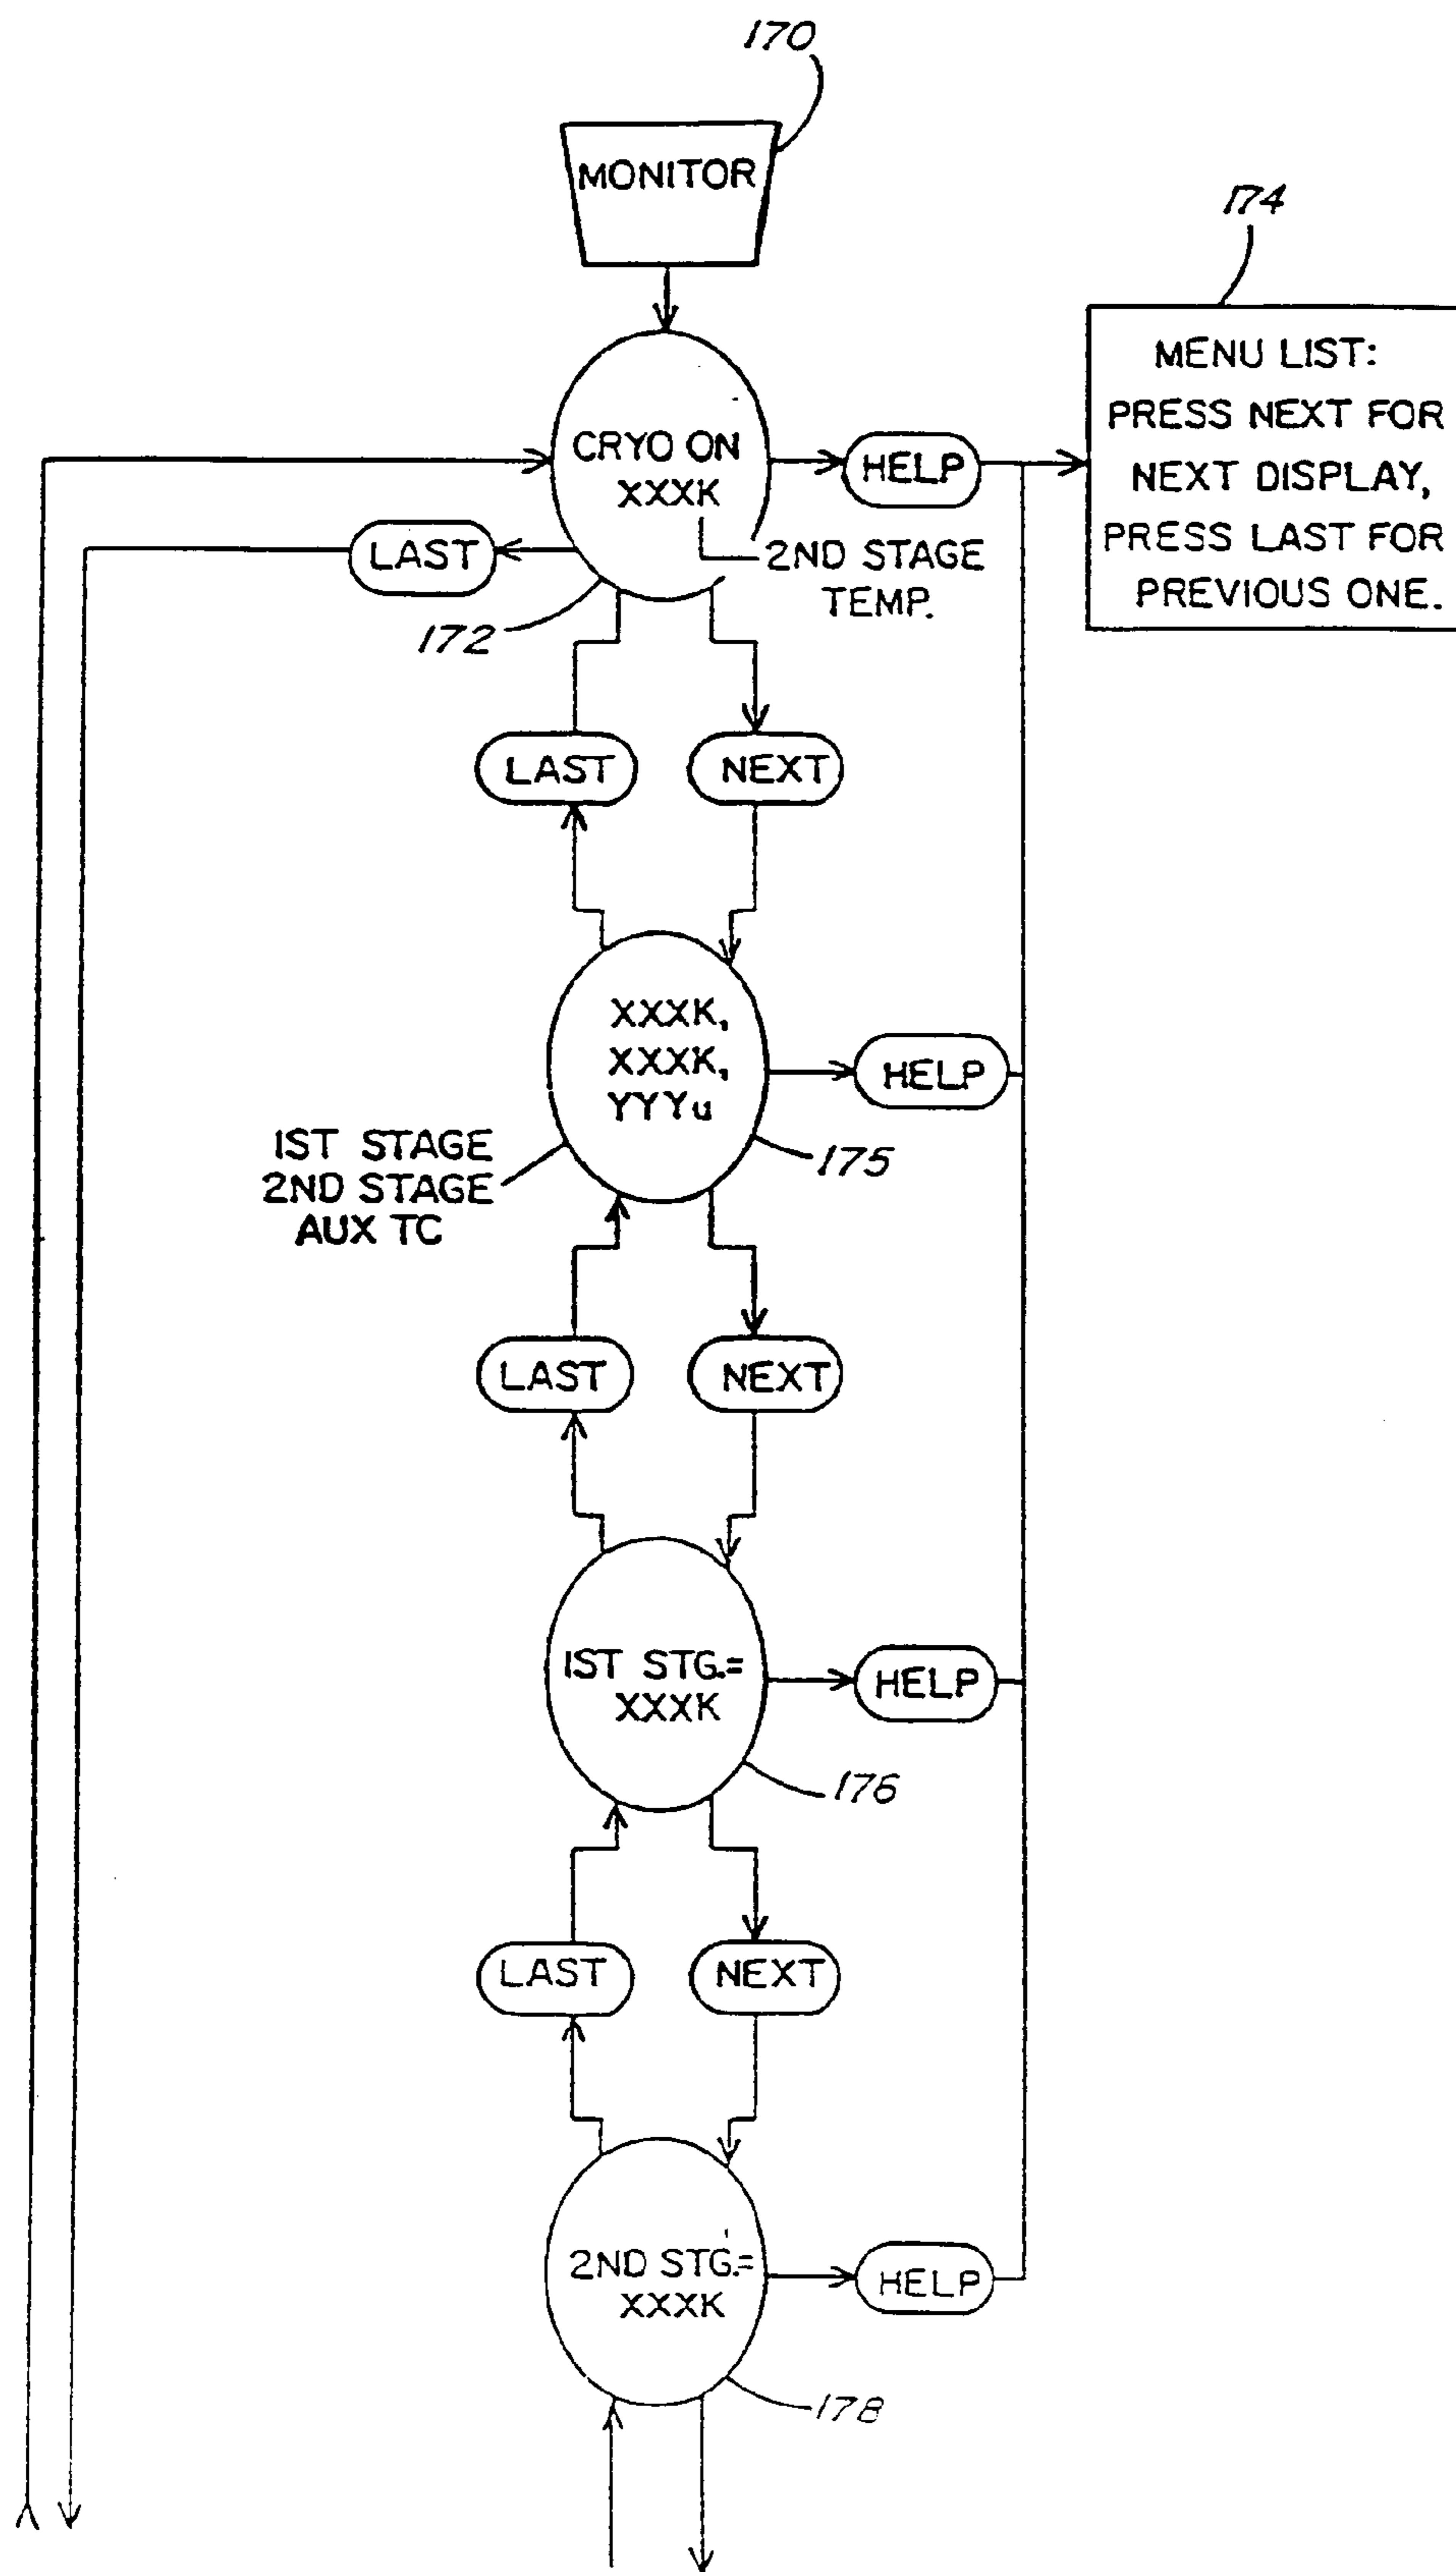 170
MONITOR
174
MENU LIST:
PRESS NEXT FOR
NEXT DISPLAY,
PRESS LAST FOR
PREVIOUS ONE.
CRYO ON
XXXK
HELP
LAST
2ND STAGE
TEMP.
172
LAST
NEXT
XXXK,
XXXK,
YYYu
HELP
1ST STAGE
2ND STAGE
AUX TC
175
LAST
NEXT
1ST STG.=
XXXK
HELP
176
LAST
NEXT
2ND STG.=
XXXK
HELP
178